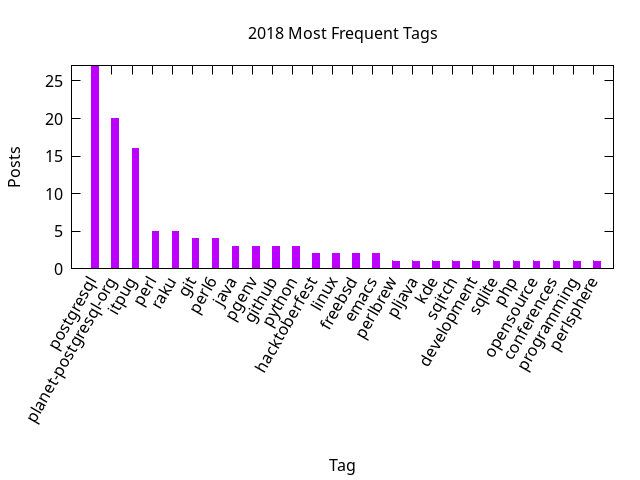 2018 Most Frequent Tags
Posts
25
20
15
10
5
0
postgresql
planet-postgresql-org
itpug
perl
raku
git
perl6
java
pgenv
github
python
hacktoberfest
linux
freebsd
emacs
perlbrew
pljava
kde
sqitch
development
sqlite
php
opensource
conferences
programming
perlsphere
Tag